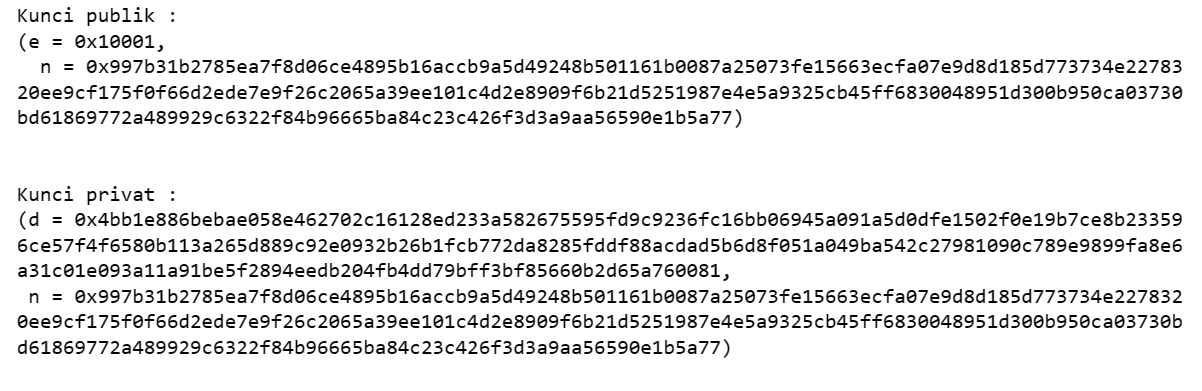 Kunci publik :
(e = 0x10001,
n = 0x997b31b2785ea7f8d06ce4895b16accb9a5d49248b501161b0087a25073fe15663ecfa07e9d8d185d773734e22783
20ee9cf175f0f66d2ede7e9f26c2065a39ee101c4d2e8909f6b21d5251987e4e5a9325cb45ff6830048951d300b950ca03730
bd61869772a489929c6322f84b96665ba84c23c426f3d3a9aa56590e1b5a77)
Kunci privat :
(d = 0x4bb1e886bebae058e462702c16128ed233a582675595fd9c9236fc16bb06945a091a5d0dfe1502f0e19b7ce8b23359
6ce57f4f6580b113a265d889c92e0932b26b1fcb772da8285fddf88acdad5b6d8f051a049ba542c27981090c789e9899fa8e6
a31c01e093a11a91be5f2894eedb204fb4dd79bff3bf85660b2d65a760081,
n = 0x997b31b2785ea7f8d06ce4895b16accb9a5d49248b501161b0087a25073fe15663ecfa07e9d8d185d773734e227832
0ee9cf175f0f66d2ede7e9f26c2065a39ee101c4d2e8909f6b21d5251987e4e5a9325cb45ff6830048951d300b950ca03730b
d61869772a489929c6322f84b96665ba84c23c426f3d3a9aa56590e1b5a77)